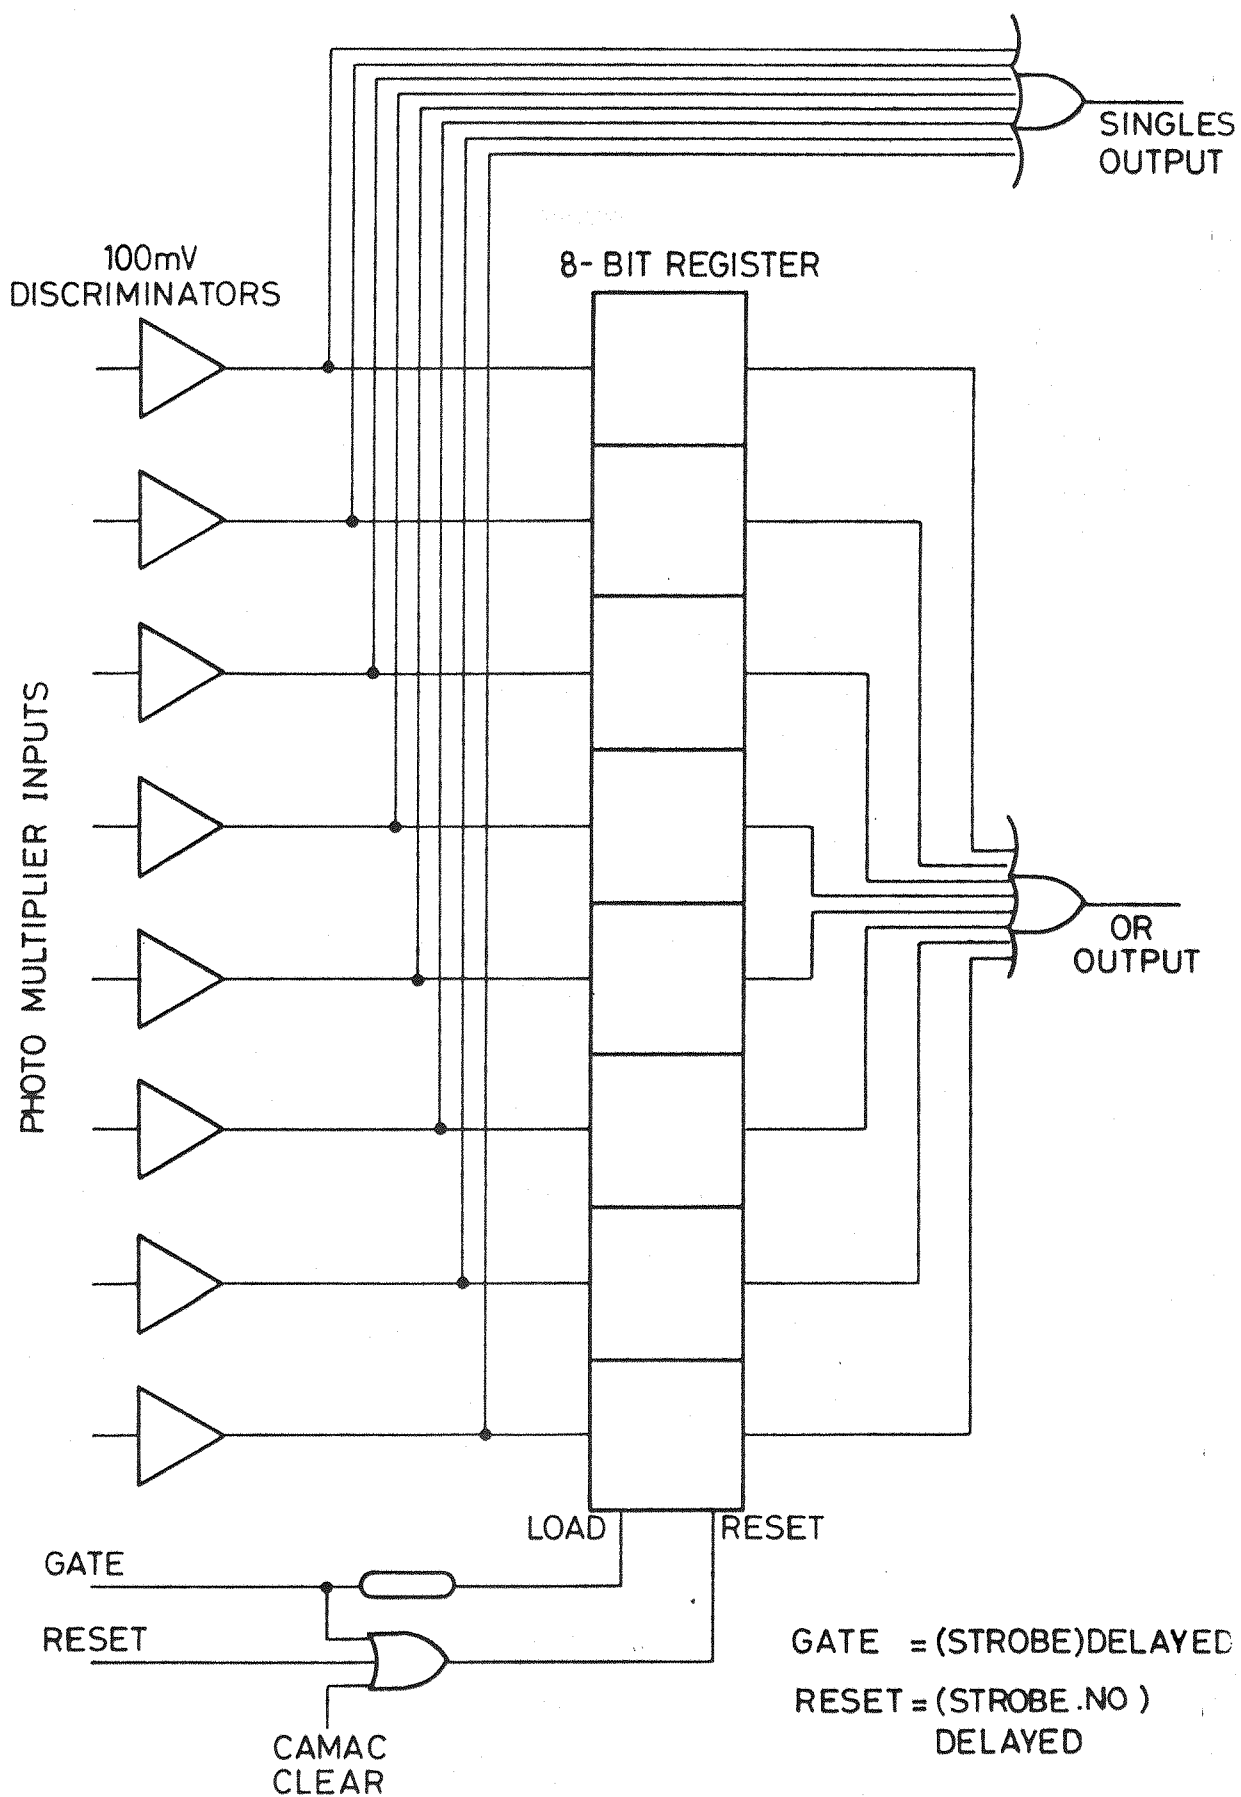 SINGLES
OUTPUT
100mV
DISCRIMINATORS
8-BIT REGISTER
PHOTO MULTIPLIER INPUTS
OR
OUTPUT
LOAD
RESET
GATE
RESET
CAMAC
CLEAR
GATE = (STROBE)DELAYED
RESET = (STROBE.NO)
DELAYED